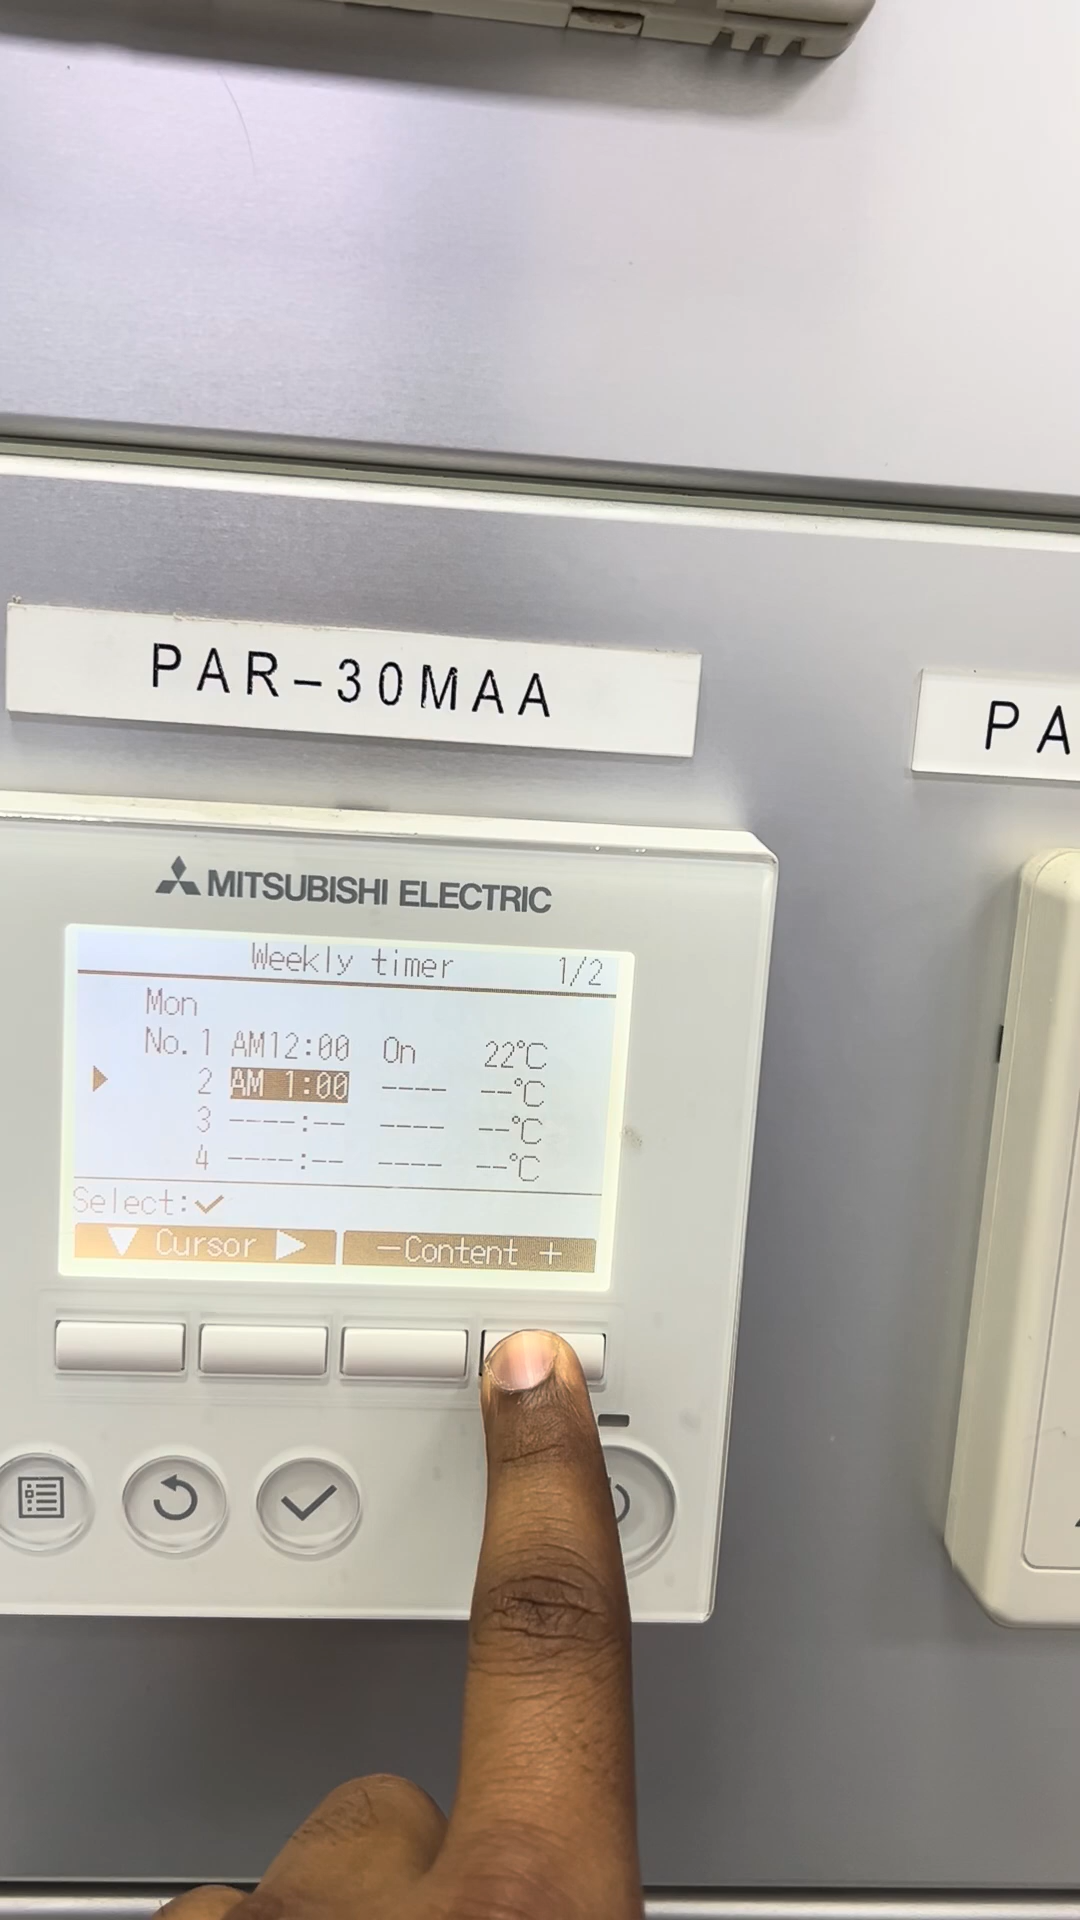 PAR-30MAA
PA
MITSUBISHI ELECTRIC
Weekly timer 1/2
Mon
No. 1 AM12:00 On 22℃
2 AM 1:00 ---- --℃
3 ----:-- ---- --℃
4 ----:-- ---- --℃
Select:✓
▼ Cursor ▶ −Content +